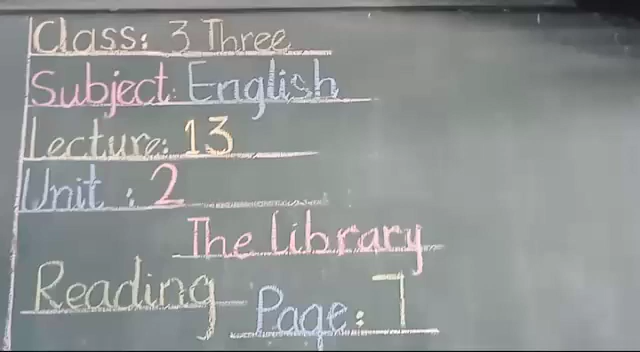 Class: 3 Three
Subject: English
Lecture: 13
Unit : 2
The Library
Reading Page: 7